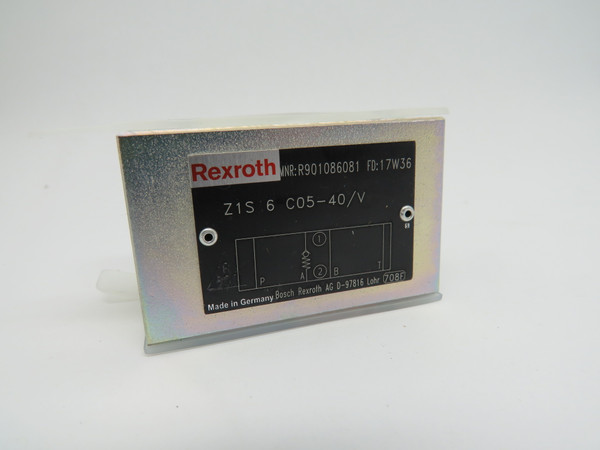 Rexroth MNR:R901086081 FD:17W36
Z1S 6 C05-40/V
①
P A ② B T
Made in Germany Bosch Rexroth AG D-97816 Lohr 708F